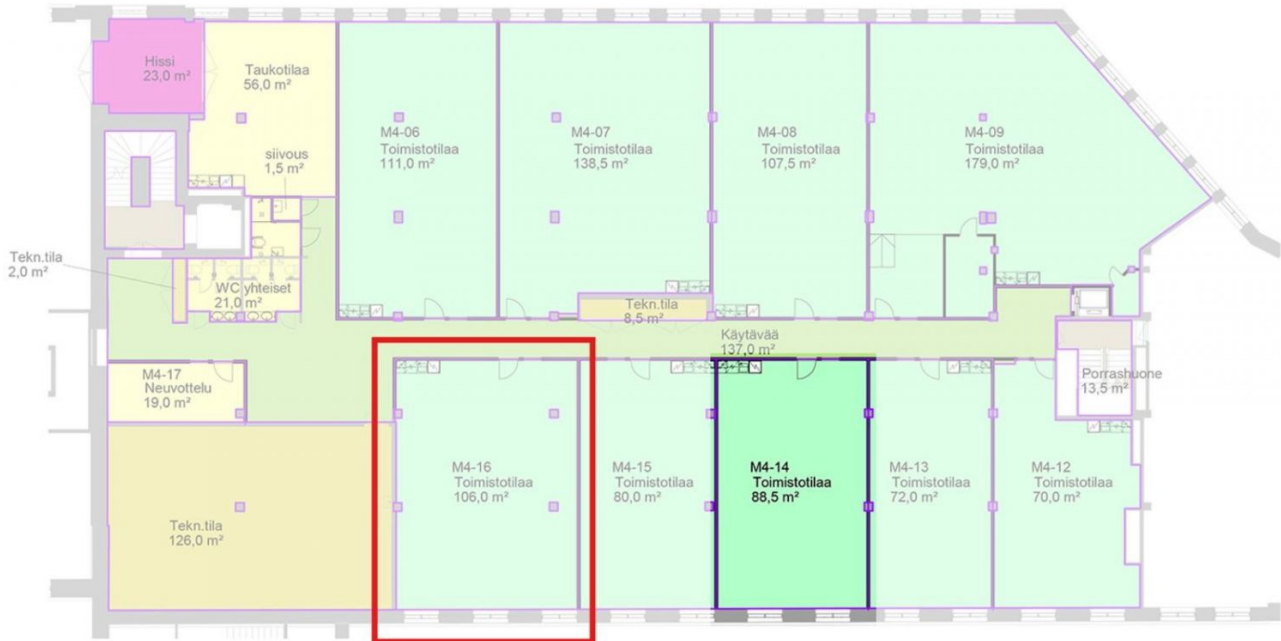 Hissi
23,0 m²
Taukotilaa
56,0 m²
siivous
1,5 m²
M4-06
Toimistotilaa
111,0 m²
M4-07
Toimistotilaa
138,5 m²
M4-08
Toimistotilaa
107,5 m²
M4-09
Toimistotilaa
179,0 m²
Tekn.tila
2,0 m²
WC yhteiset
21,0 m²
Tekn.tila
8,5 m²
Käytävää
137,0 m²
M4-17
Neuvottelu
19,0 m²
Porrashuone
13,5 m²
Tekn.tila
126,0 m²
M4-16
Toimistotilaa
106,0 m²
M4-15
Toimistotilaa
80,0 m²
M4-14
Toimistotilaa
88,5 m²
M4-13
Toimistotilaa
72,0 m²
M4-12
Toimistotilaa
70,0 m²